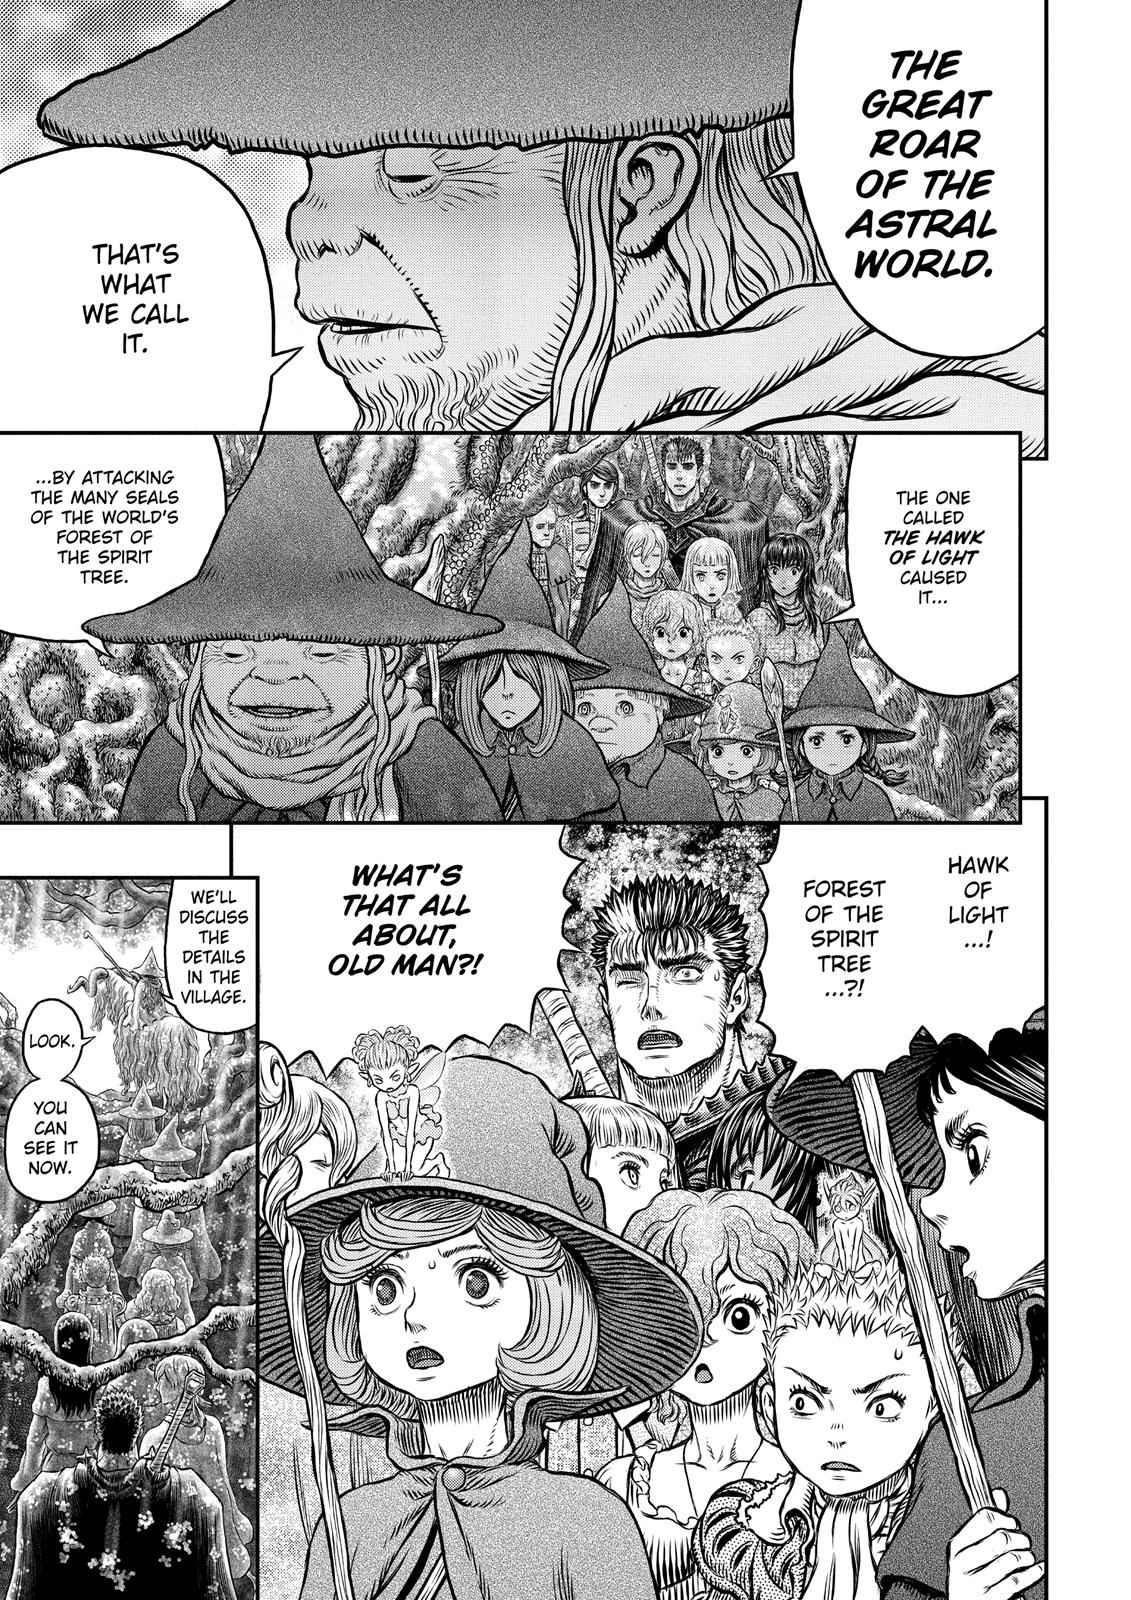 THE
GREAT
ROAR
OF THE
ASTRAL
WORLD.
THAT'S
WHAT
WE CALL
IT.
THE ONE
CALLED
THE HAWK
OF LIGHT
CAUSED
IT...
...BY ATTACKING
THE MANY SEALS
OF THE WORLD'S
FOREST OF
THE SPIRIT
TREE.
HAWK
OF
LIGHT
...!
FOREST
OF THE
SPIRIT
TREE
...?!
WHAT'S
THAT ALL
ABOUT,
OLD MAN?!
WE'LL
DISCUSS
THE
DETAILS
IN THE
VILLAGE.
LOOK.
YOU
CAN
SEE IT
NOW.